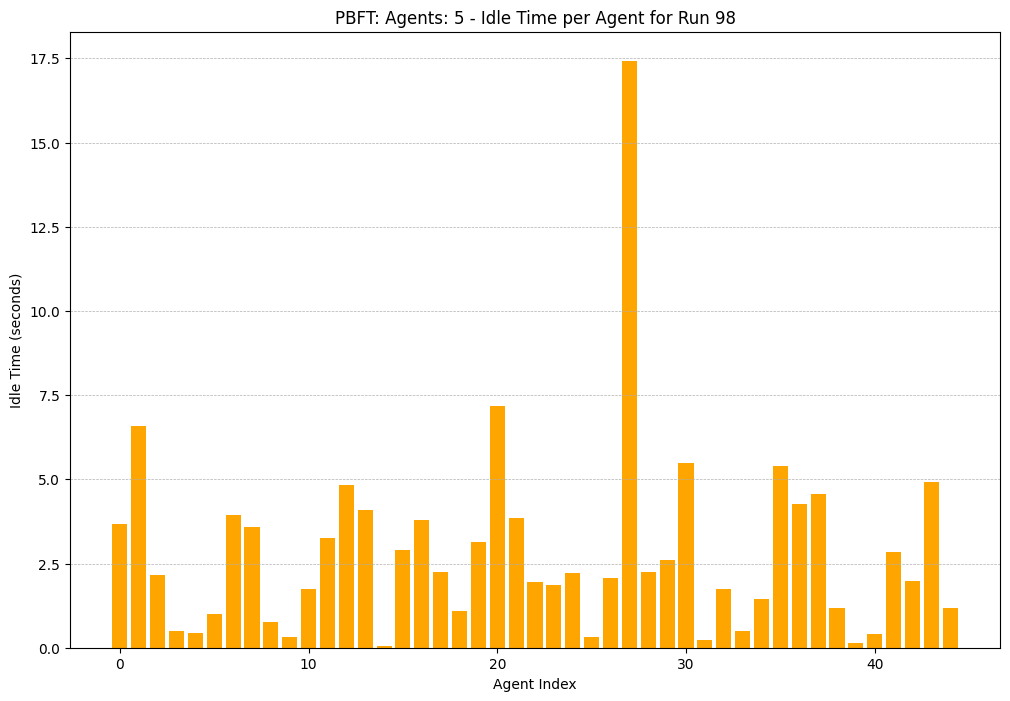 PBFT: Agents: 5 - Idle Time per Agent for Run 98
Idle Time (seconds)
17.5
15.0
12.5
10.0
7.5
5.0
2.5
0.0
0 10 20 30 40
Agent Index